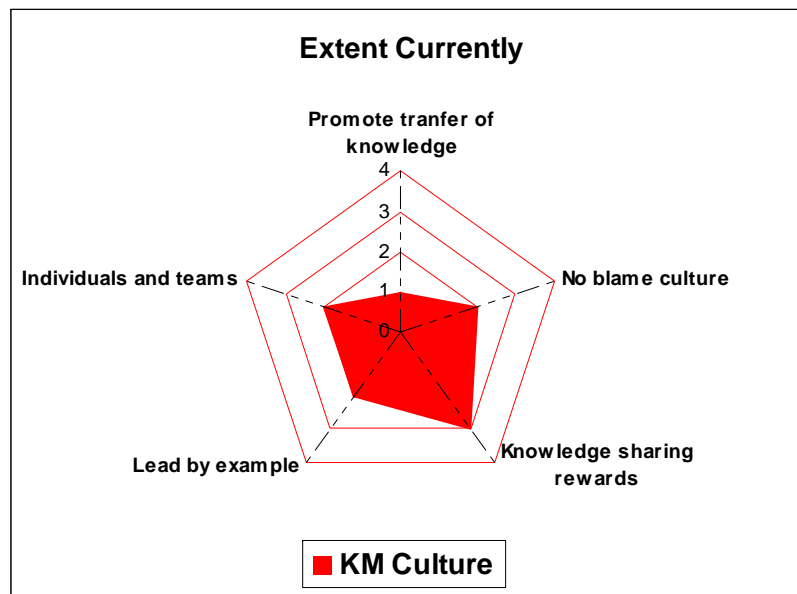 Extent Currently
Promote tranfer of
knowledge
4
3
2
1
0
Individuals and teams
No blame culture
Lead by example
Knowledge sharing
rewards
KM Culture